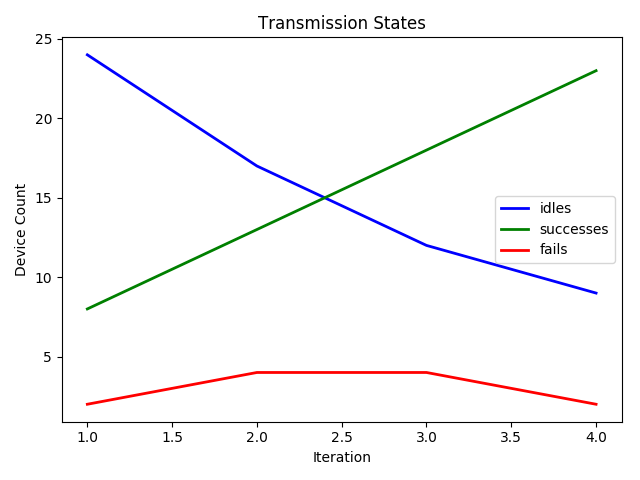 Transmission States
25
20
15
10
5
Device Count
idles
successes
fails
1.0 1.5 2.0 2.5 3.0 3.5 4.0
Iteration